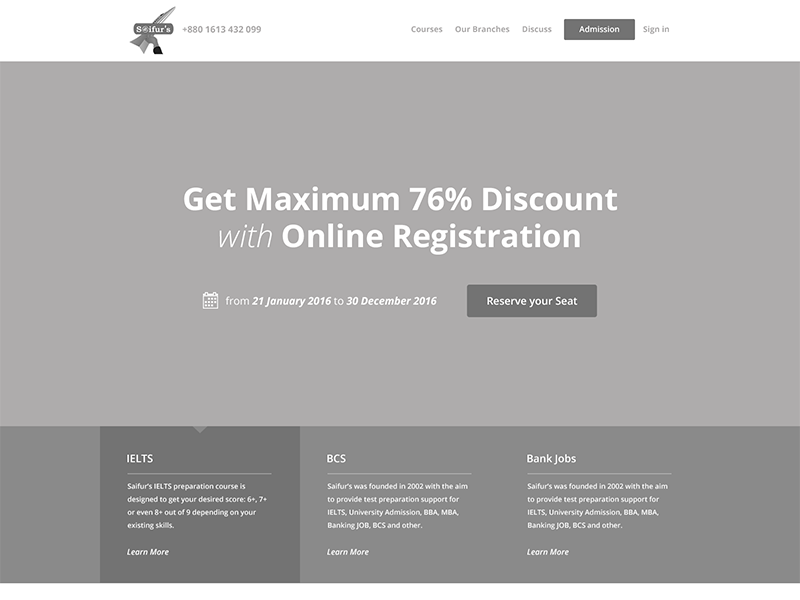 Saifur's
+880 1613 432 099
Courses
Our Branches
Discuss
Admission
Sign in
Get Maximum 76% Discount
with Online Registration
from 21 January 2016 to 30 December 2016
Reserve your Seat
IELTS
Saifur's IELTS preparation course is
designed to get your desired score: 6+, 7+
or even 8+ out of 9 depending on your
existing skills.
Learn More
BCS
Saifur's was founded in 2002 with the aim
to provide test preparation support for
IELTS, University Admission, BBA, MBA,
Banking JOB, BCS and other.
Learn More
Bank Jobs
Saifur's was founded in 2002 with the aim
to provide test preparation support for
IELTS, University Admission, BBA, MBA,
Banking JOB, BCS and other.
Learn More